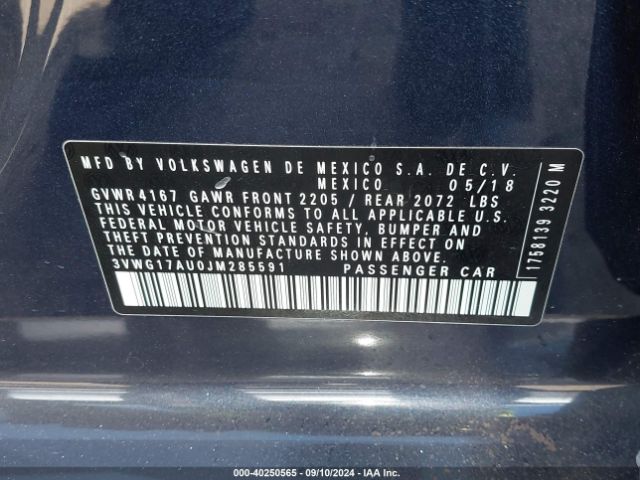 MFD BY VOLKSWAGEN DE MEXICO S.A. DE C.V.
MEXICO 05/18
GVWR4167 GAWR FRONT 2205 / REAR 2072 LBS
THIS VEHICLE CONFORMS TO ALL APPLICABLE U.S.
FEDERAL MOTOR VEHICLE SAFETY, BUMPER AND
THEFT PREVENTION STANDARDS IN EFFECT ON
THE DATE OF MANUFACTURE SHOWN ABOVE.
3VWG17AU0JM285591 PASSENGER CAR
1758139 3220 M
000-40250565 - 09/10/2024 - IAA Inc.